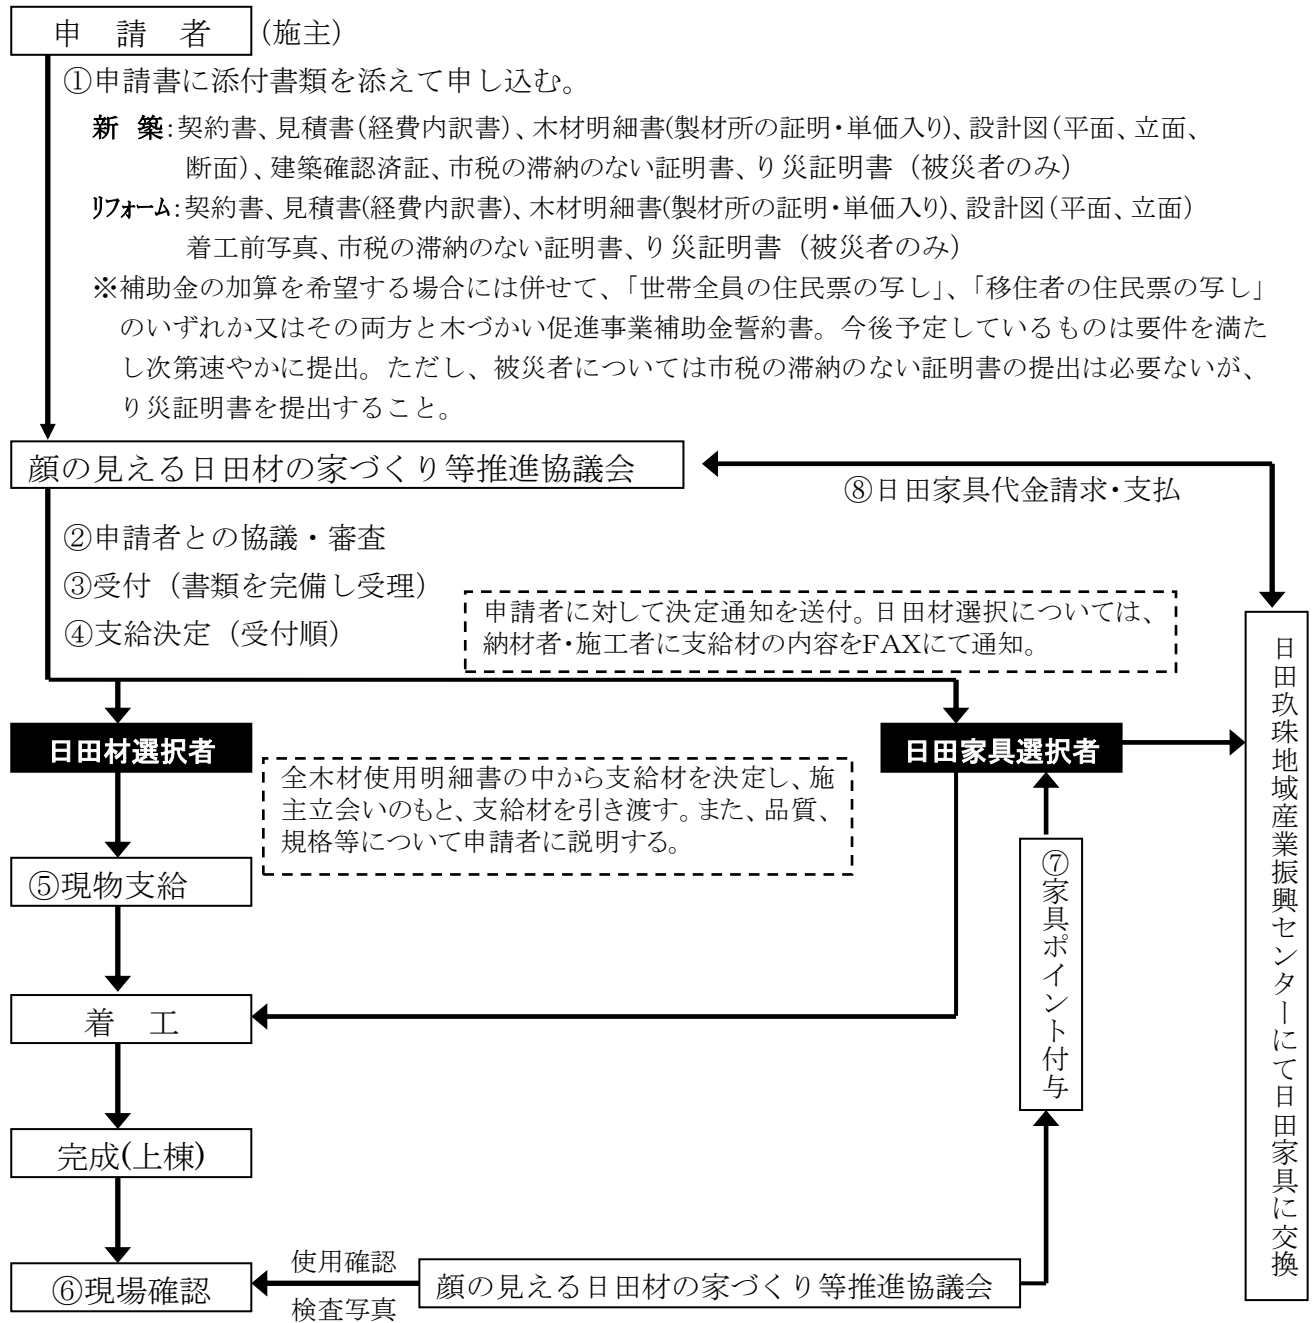 申 請 者 (施主)
①申請書に添付書類を添えて申し込む。
新 築:契約書、見積書(経費内訳書)、木材明細書(製材所の証明・単価入り)、設計図(平面、立面、
断面)、建築確認済証、市税の滞納のない証明書、り災証明書(被災者のみ)
リフォーム:契約書、見積書(経費内訳書)、木材明細書(製材所の証明・単価入り)、設計図(平面、立面)
着工前写真、市税の滞納のない証明書、り災証明書(被災者のみ)
※補助金の加算を希望する場合には併せて、「世帯全員の住民票の写し」、「移住者の住民票の写し」
のいずれか又はその両方と木づかい促進事業補助金誓約書。今後予定しているものは要件を満た
し次第速やかに提出。ただし、被災者については市税の滞納のない証明書の提出は必要ないが、
り災証明書を提出すること。
顔の見える日田材の家づくり等推進協議会
⑧日田家具代金請求・支払
②申請者との協議・審査
③受付(書類を完備し受理)
④支給決定(受付順)
申請者に対して決定通知を送付。日田材選択については、
納材者・施工者に支給材の内容をFAXにて通知。
日田材選択者
日田家具選択者
全木材使用明細書の中から支給材を決定し、施
主立会いのもと、支給材を引き渡す。また、品質、
規格等について申請者に説明する。
⑤現物支給
⑦家具ポイント付与
日田玖珠地域産業振興センターにて日田家具に交換
着 工
完成(上棟)
⑥現場確認
使用確認
検査写真
顔の見える日田材の家づくり等推進協議会